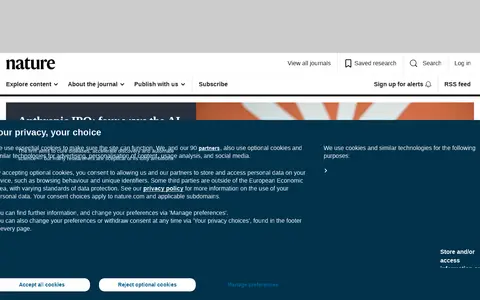 nature
View all journals
Saved research
Search
Log in
Explore content
About the journal
Publish with us
Subscribe
Sign up for alerts
RSS feed
our privacy, your choice
e use essential cookies to make sure the site can function. We, and our 90 partners, also use optional cookies and
milar technologies for advertising, personalisation of content, usage analysis, and social media.
y accepting optional cookies, you consent to allowing us and our partners to store and access personal data on your
vice, such as browsing behaviour and unique identifiers. Some third parties are outside of the European Economic
ea, with varying standards of data protection. See our privacy policy for more information on the use of your
ersonal data. Your consent choices apply to nature.com and applicable subdomains.
ou can find further information, and change your preferences via 'Manage preferences'.
ou can also change your preferences or withdraw consent at any time via 'Your privacy choices', found in the footer
every page.
Accept all cookies
Reject optional cookies
Manage preferences
We use cookies and similar technologies for the following
purposes:
Store and/or
access